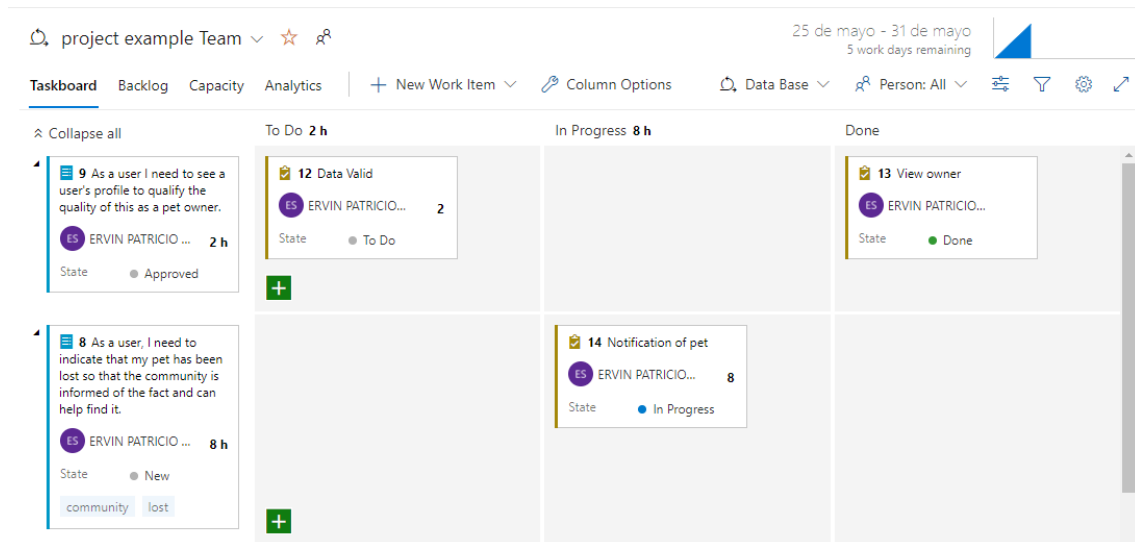 project example Team
25 de mayo - 31 de mayo
5 work days remaining
Taskboard Backlog Capacity Analytics New Work Item Column Options Data Base Person: All
Collapse all
To Do 2 h
In Progress 8 h
Done
9 As a user I need to see a
user's profile to qualify the
quality of this as a pet owner.
ES ERVIN PATRICIO ... 2 h
State Approved
12 Data Valid
ES ERVIN PATRICIO... 2
State To Do
13 View owner
ES ERVIN PATRICIO...
State Done
8 As a user, I need to
indicate that my pet has been
lost so that the community is
informed of the fact and can
help find it.
ES ERVIN PATRICIO ... 8 h
State New
community lost
14 Notification of pet
ES ERVIN PATRICIO... 8
State In Progress